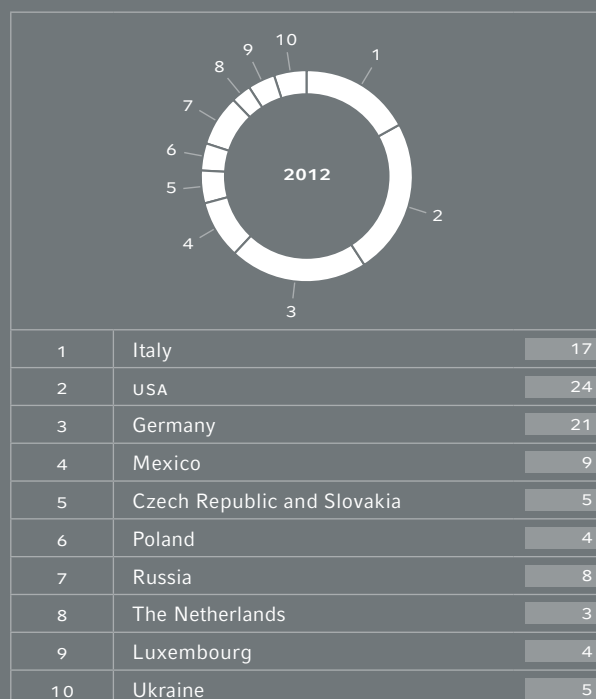 10
9
1
8
7
6
2012
5
2
4
3
1 Italy 17
2 USA 24
3 Germany 21
4 Mexico 9
5 Czech Republic and Slovakia 5
6 Poland 4
7 Russia 8
8 The Netherlands 3
9 Luxembourg 4
10 Ukraine 5